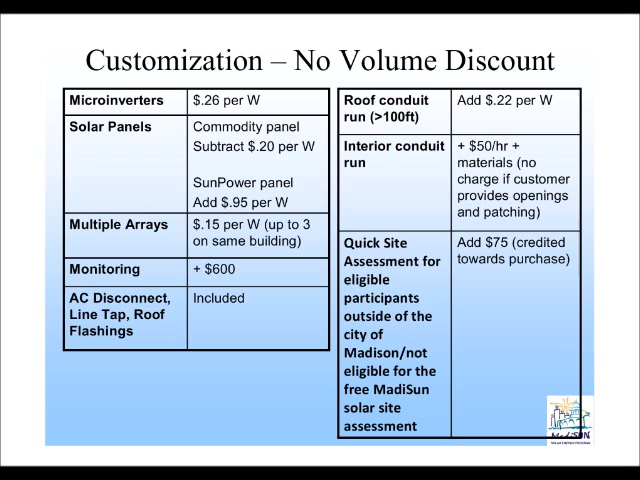 Customization – No Volume Discount
Microinverters
$.26 per W
Solar Panels
Commodity panel
Subtract $.20 per W
SunPower panel
Add $.95 per W
Multiple Arrays
$.15 per W (up to 3
on same building)
Monitoring
+ $600
AC Disconnect,
Line Tap, Roof
Flashings
Included
Roof conduit
run (>100ft)
Add $.22 per W
Interior conduit
run
+ $50/hr +
materials (no
charge if customer
provides openings
and patching)
Quick Site
Assessment for
eligible
participants
outside of the
city of
Madison/not
eligible for the
free MadiSun
solar site
assessment
Add $75 (credited
towards purchase)
MadiSUN